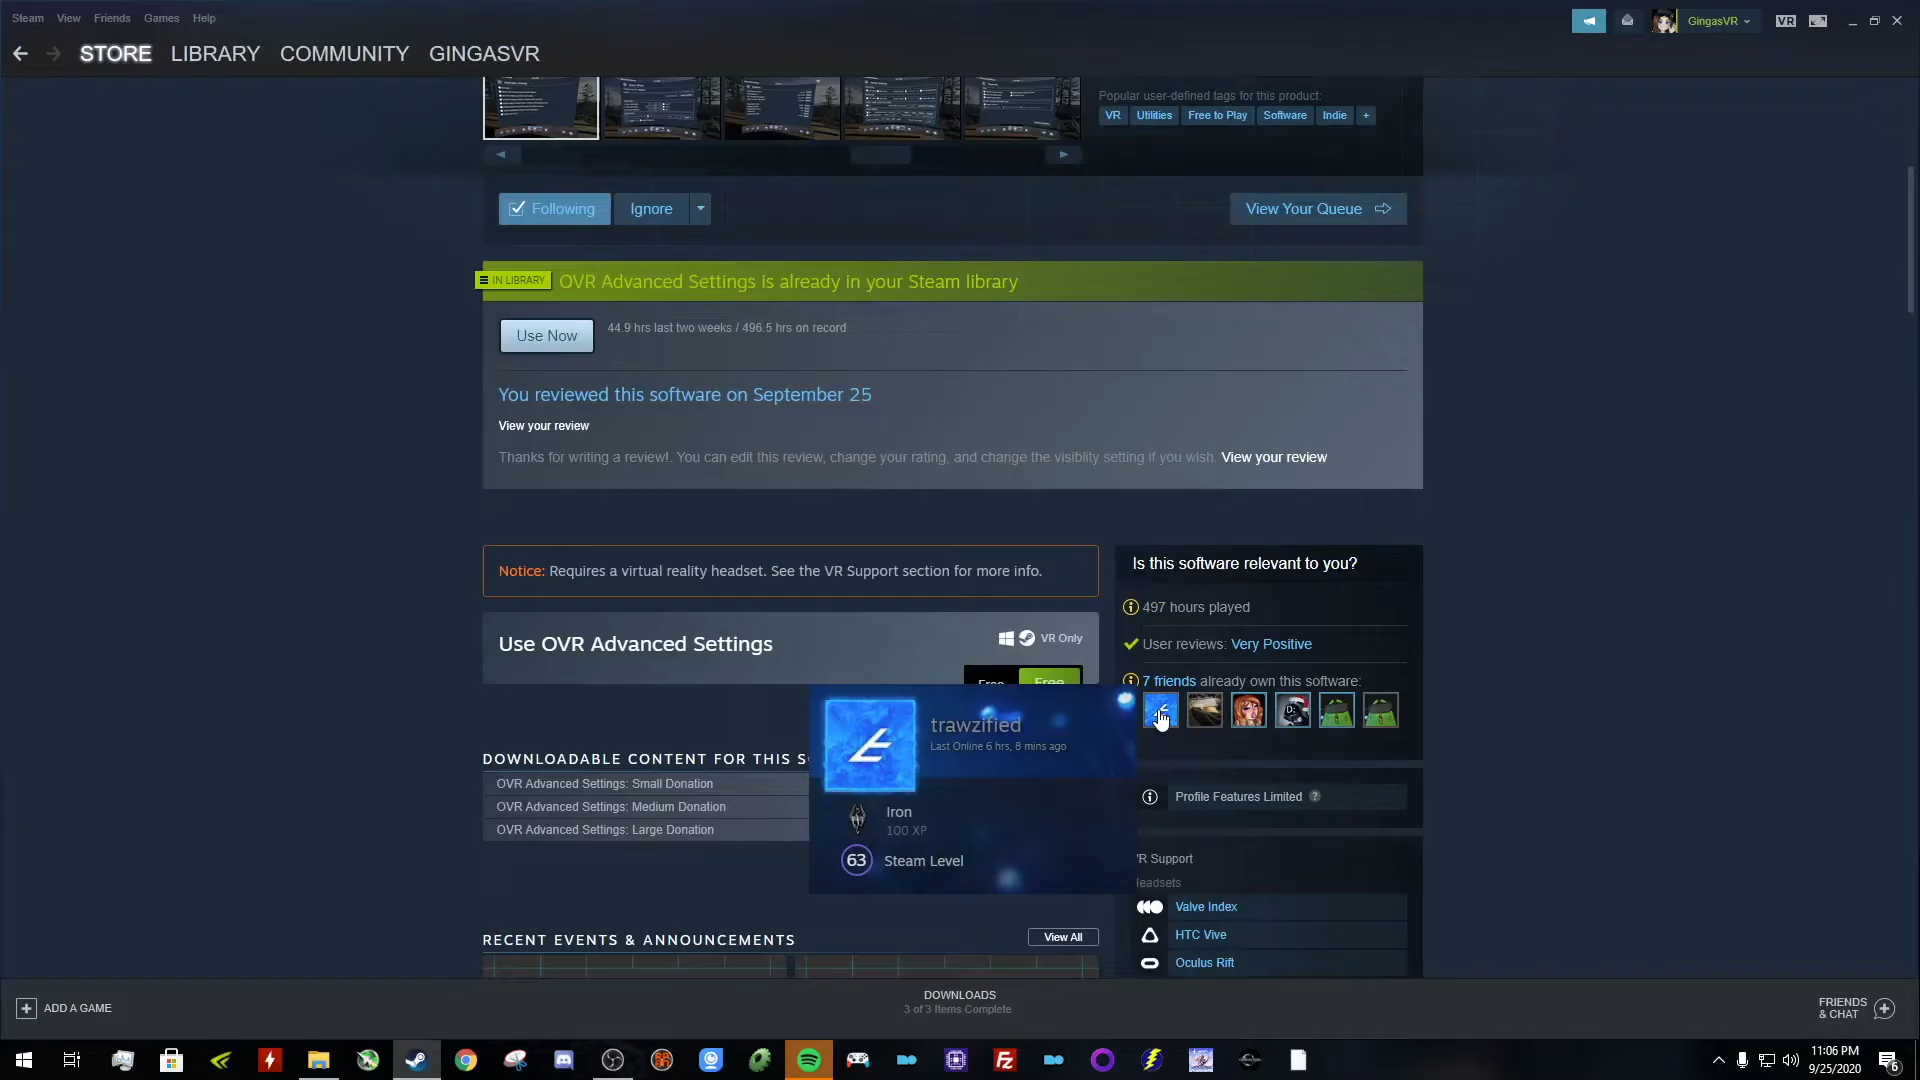 Steam View Friends Games Help
GingasVR
VR
STORE LIBRARY COMMUNITY GINGASVR
Popular user-defined tags for this product:
VR Utilities Free to Play Software Indie +
Following Ignore
View Your Queue
IN LIBRARY
OVR Advanced Settings is already in your Steam library
Use Now
44.9 hrs last two weeks / 496.5 hrs on record
You reviewed this software on September 25
View your review
Thanks for writing a review!. You can edit this review, change your rating, and change the visiblity setting if you wish. View your review
Notice: Requires a virtual reality headset. See the VR Support section for more info.
Is this software relevant to you?
497 hours played
User reviews: Very Positive
7 friends already own this software:
Use OVR Advanced Settings
VR Only
Free Free
trawzified
Last Online 6 hrs, 8 mins ago
Iron
100 XP
63 Steam Level
DOWNLOADABLE CONTENT FOR THIS S
OVR Advanced Settings: Small Donation
OVR Advanced Settings: Medium Donation
OVR Advanced Settings: Large Donation
Profile Features Limited ?
VR Support
Headsets
Valve Index
HTC Vive
Oculus Rift
RECENT EVENTS & ANNOUNCEMENTS
View All
ADD A GAME
DOWNLOADS
3 of 3 Items Complete
FRIENDS
& CHAT
11:06 PM
9/25/2020
6